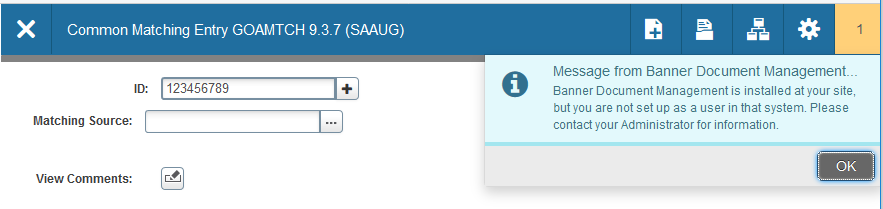 Common Matching Entry GOAMTCH 9.3.7 (SAAUG)
1
ID: 123456789
Matching Source: ...
View Comments:
Message from Banner Document Management...
Banner Document Management is installed at your site,
but you are not set up as a user in that system. Please
contact your Administrator for information.
OK